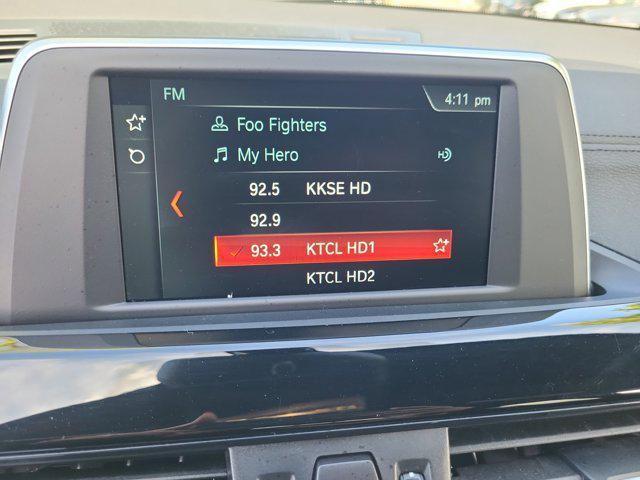 FM 4:11 pm
Foo Fighters
My Hero HD
92.5 KKSE HD
92.9
93.3 KTCL HD1
KTCL HD2